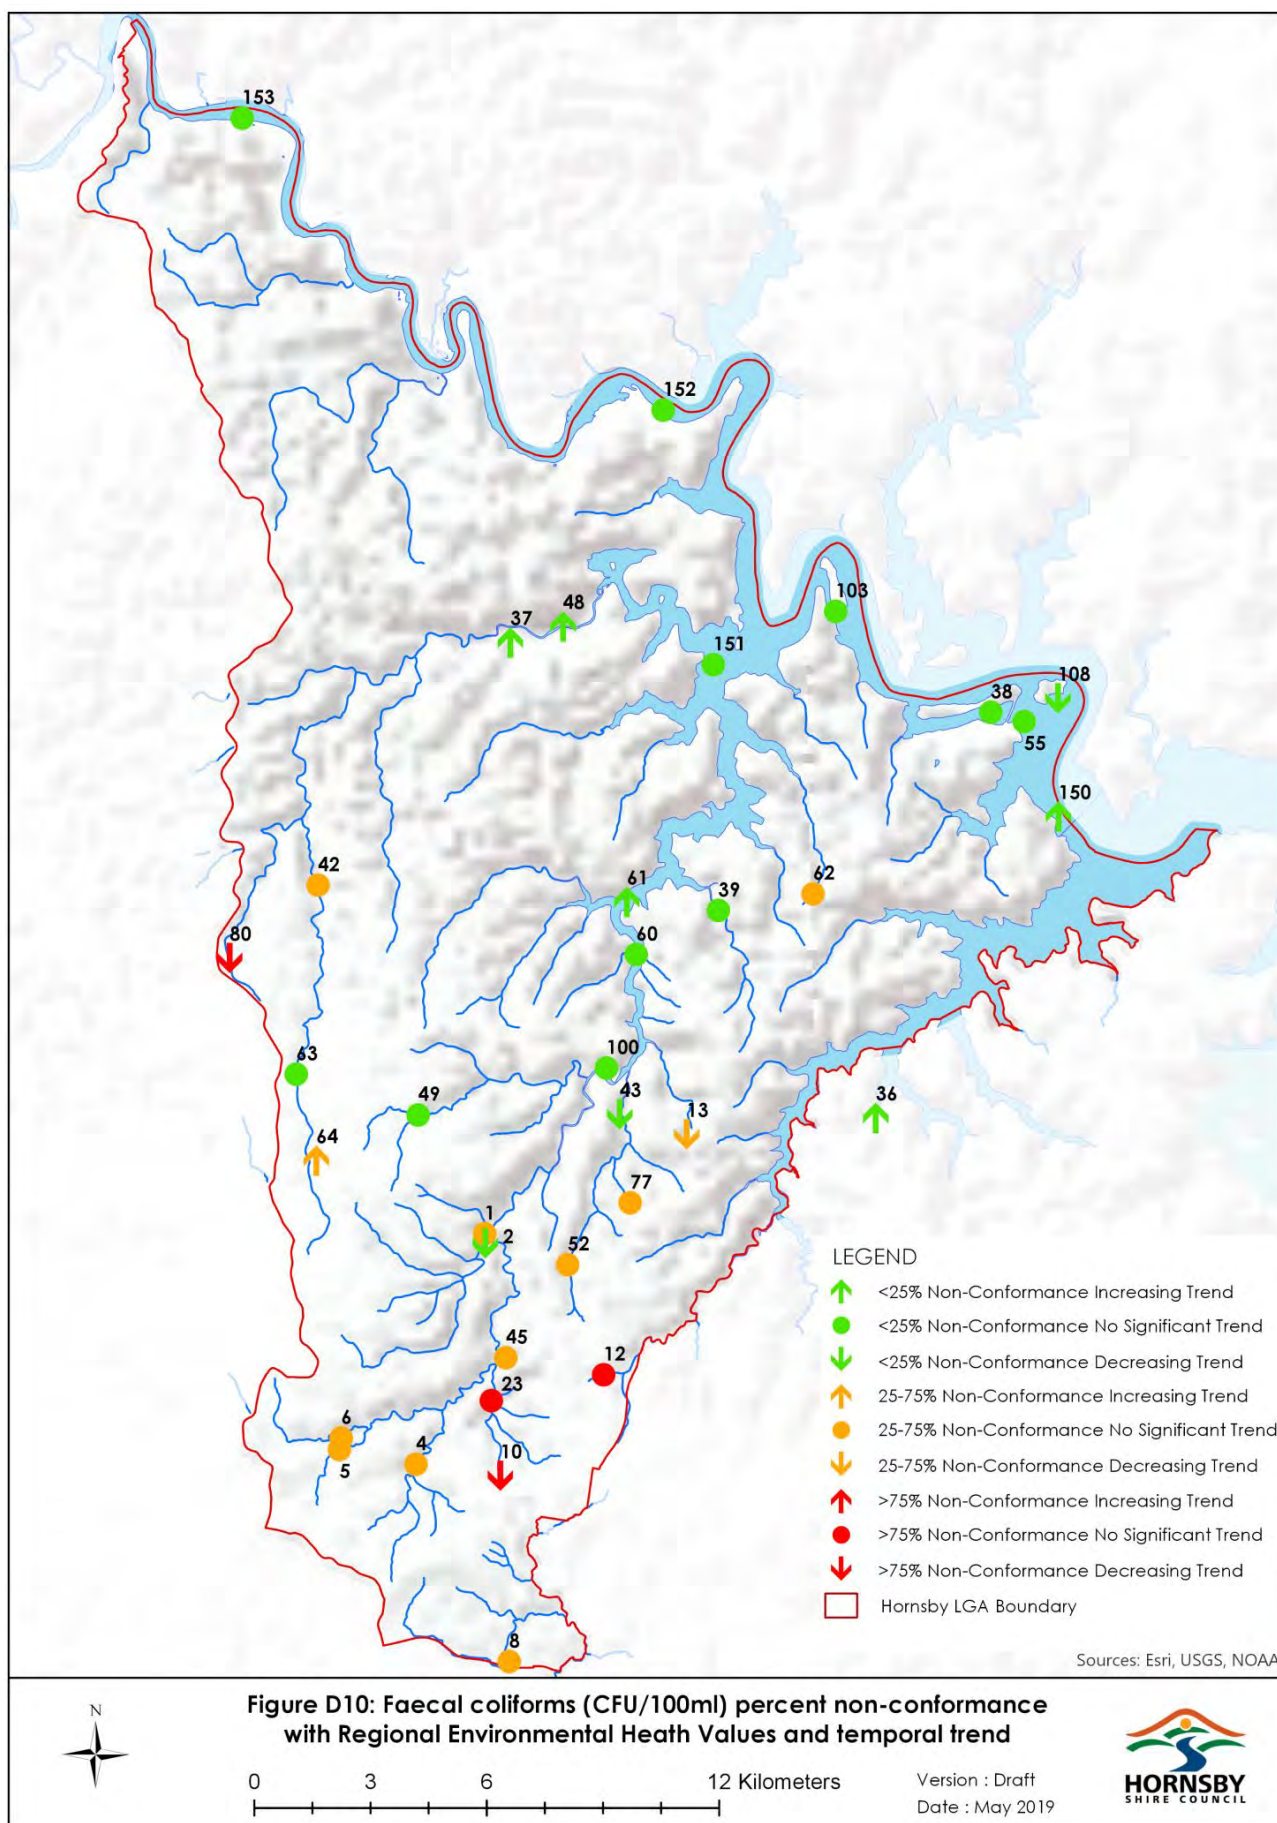 153
152
103
48
37
151
108
38
55
150
42
62
61
39
80
60
63
100
49
43
13
36
64
77
1
2
52
45
12
23
6
4
5
10
8
LEGEND
<25% Non-Conformance Increasing Trend
<25% Non-Conformance No Significant Trend
<25% Non-Conformance Decreasing Trend
25-75% Non-Conformance Increasing Trend
25-75% Non-Conformance No Significant Trend
25-75% Non-Conformance Decreasing Trend
>75% Non-Conformance Increasing Trend
>75% Non-Conformance No Significant Trend
>75% Non-Conformance Decreasing Trend
Hornsby LGA Boundary
Sources: Esri, USGS, NOAA
N
Figure D10: Faecal coliforms (CFU/100ml) percent non-conformance
with Regional Environmental Heath Values and temporal trend
0 3 6 12 Kilometers
Version : Draft
Date : May 2019
HORNSBY
SHIRE COUNCIL